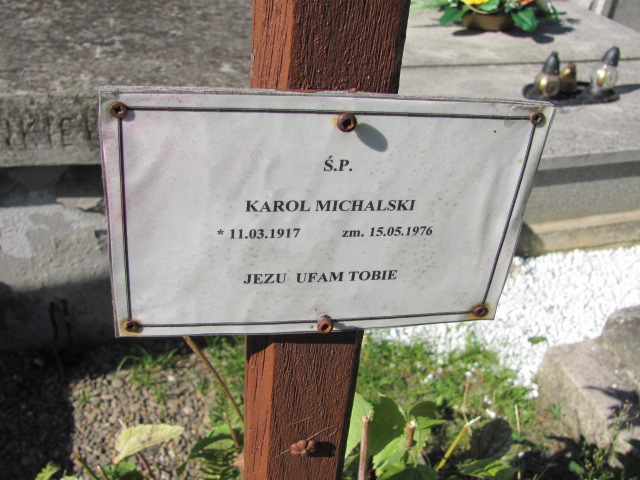 Ś.P.
KAROL MICHALSKI
* 11.03.1917 zm. 15.05.1976
JEZU UFAM TOBIE